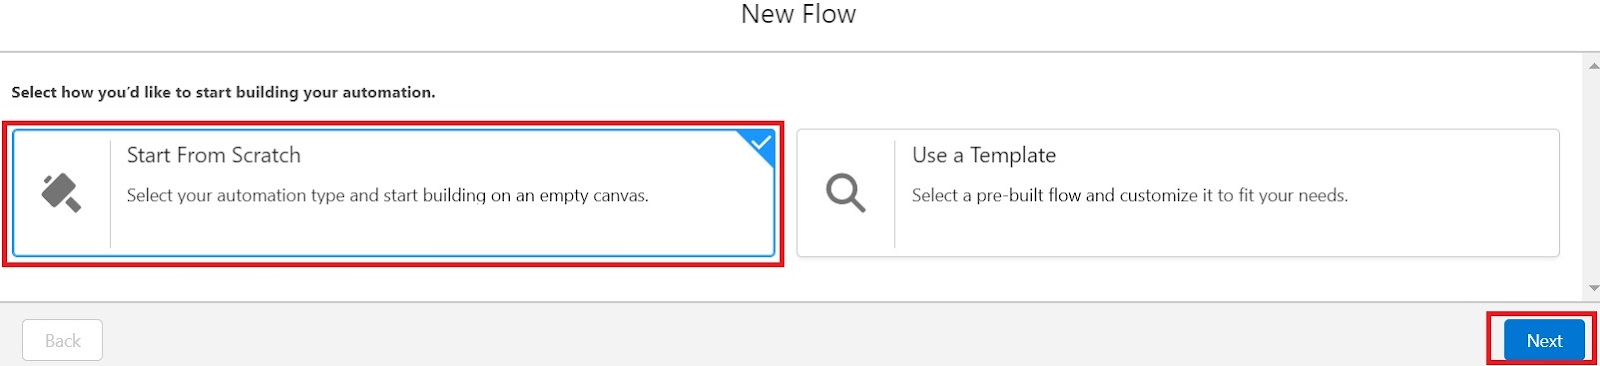 New Flow
Select how you'd like to start building your automation.
Start From Scratch
Select your automation type and start building on an empty canvas.
Use a Template
Select a pre-built flow and customize it to fit your needs.
Back
Next